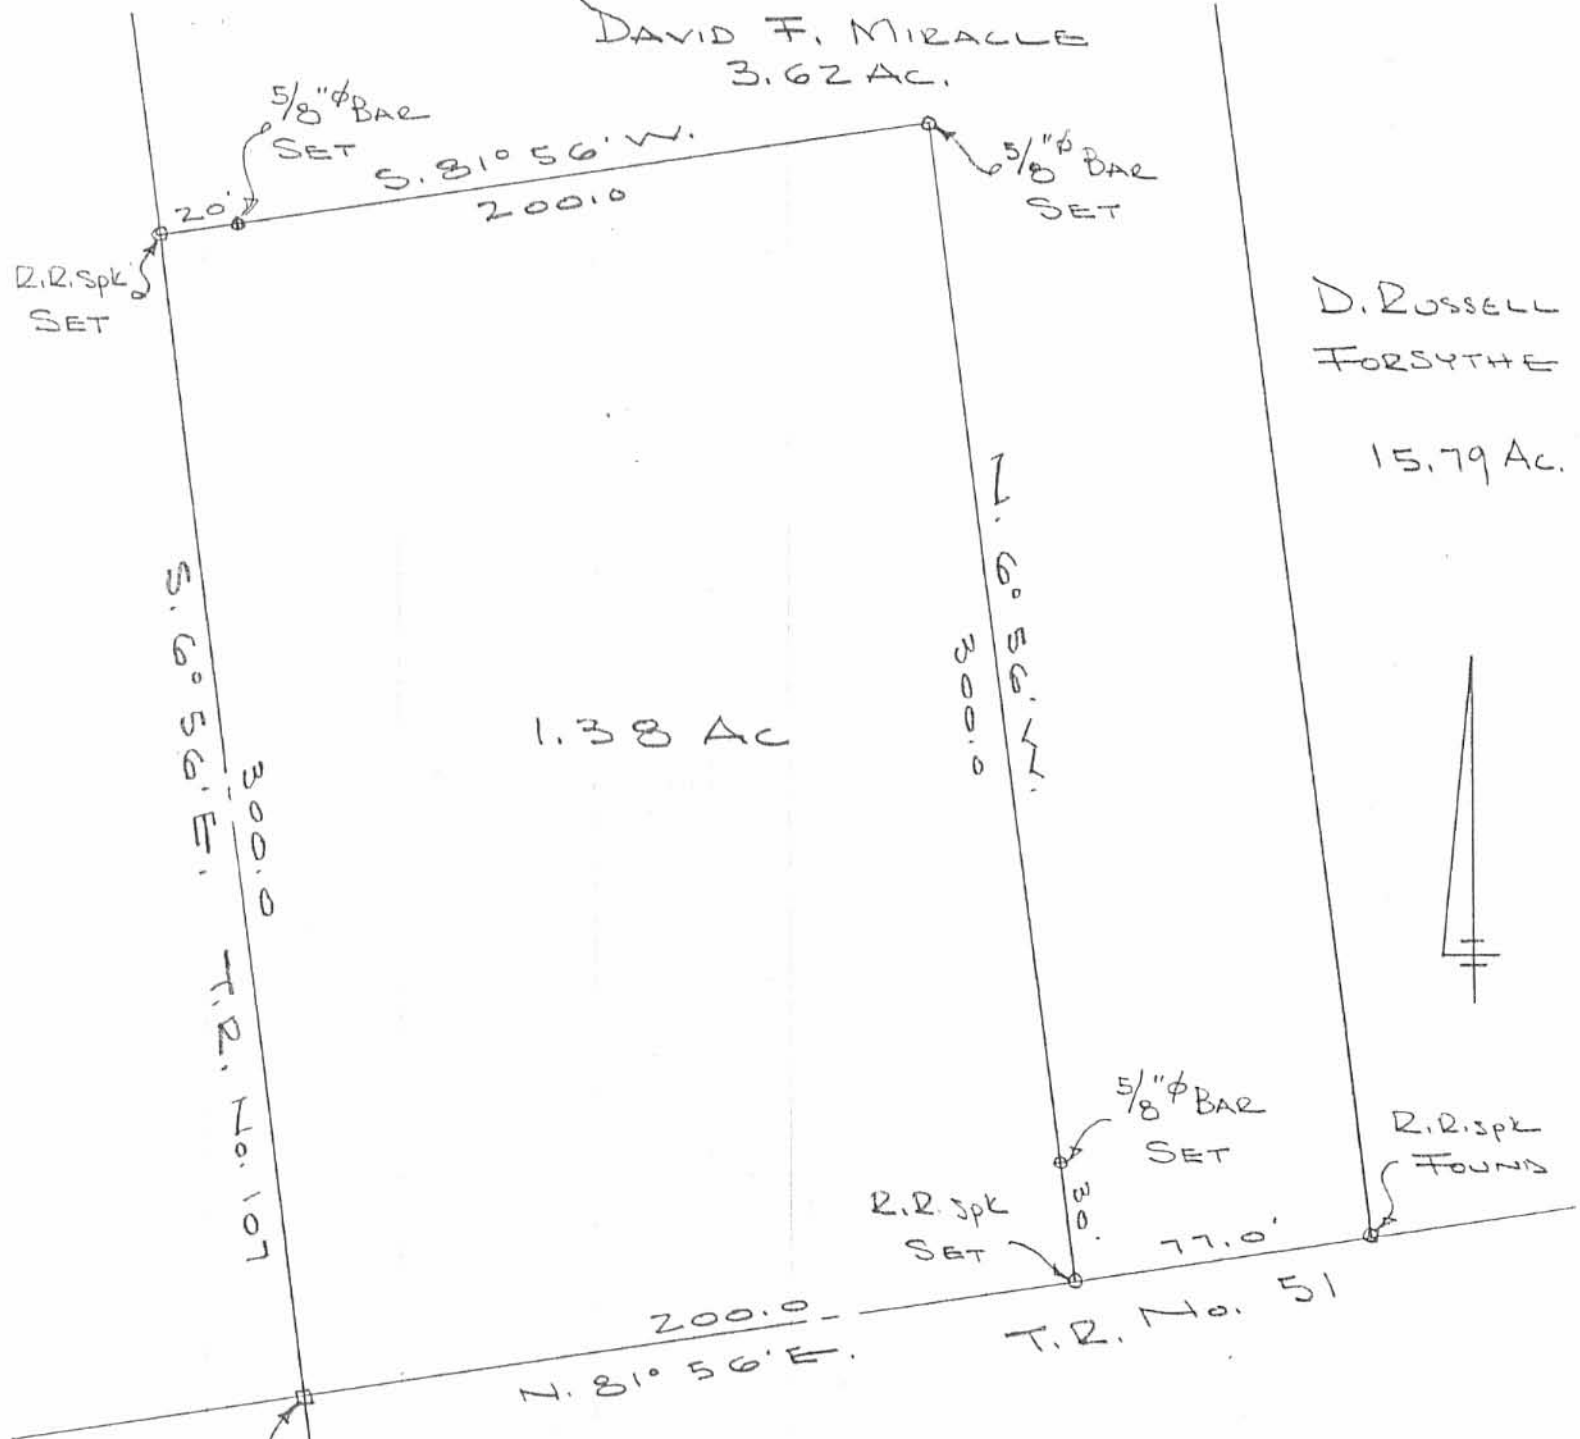 DAVID F. MIRACLE
3.62 AC.
5/8"ϕ BAR
SET
S. 81° 56' W.
200.0
20'
5/8"ϕ BAR
SET
R.R. Spk
SET
D. RUSSELL
FORSYTHE
15.79 Ac.
N. 6° 56' W.
300.0
S. 6° 56' E.
300.0
1.38 Ac
T.R. No. 107
5/8"ϕ BAR
SET
30'
R.R. Spk
FOUND
R.R. Spk
SET
77.0'
200.0
N. 81° 56' E.
T.R. No. 51